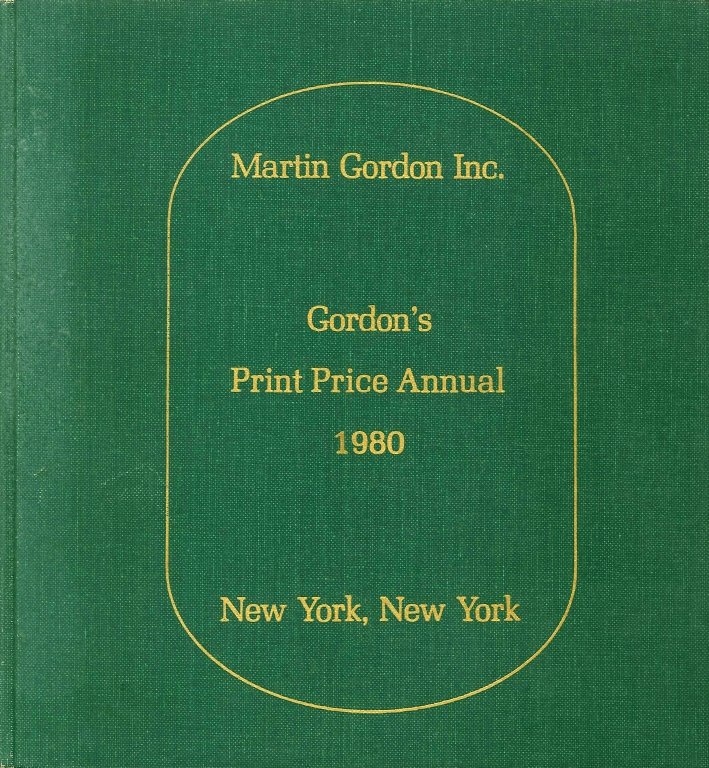 Martin Gordon Inc.
Gordon's
Print Price Annual
1980
New York, New York